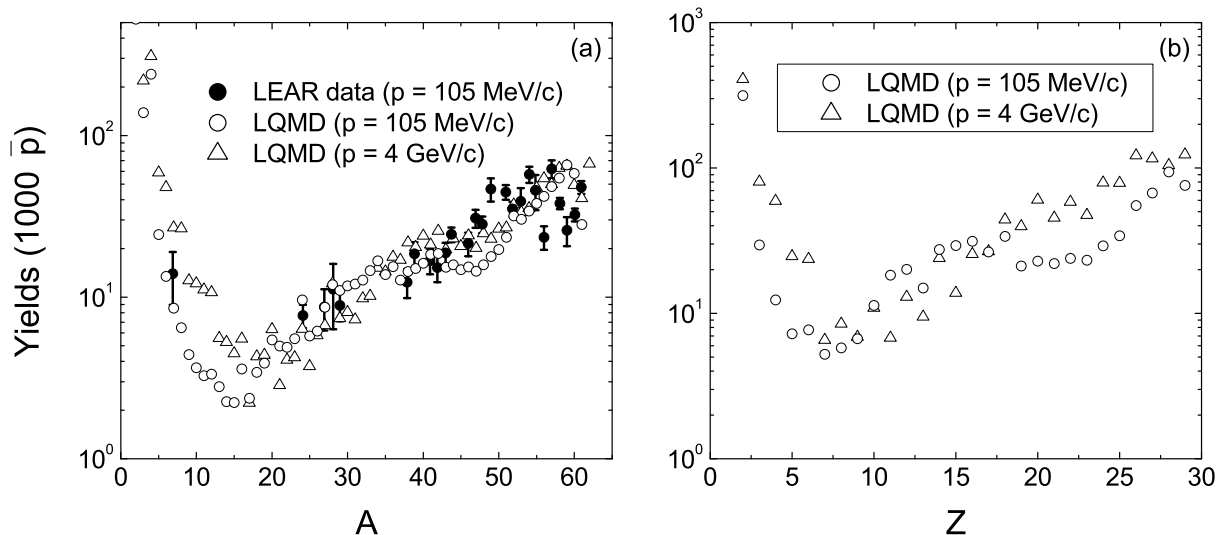 (a)
LEAR data (p = 105 MeV/c)
LQMD (p = 105 MeV/c)
LQMD (p = 4 GeV/c)
10²
10¹
10⁰
0 10 20 30 40 50 60
A
Yields (1000 p̄)
(b)
LQMD (p = 105 MeV/c)
LQMD (p = 4 GeV/c)
10³
10²
10¹
10⁰
0 5 10 15 20 25 30
Z